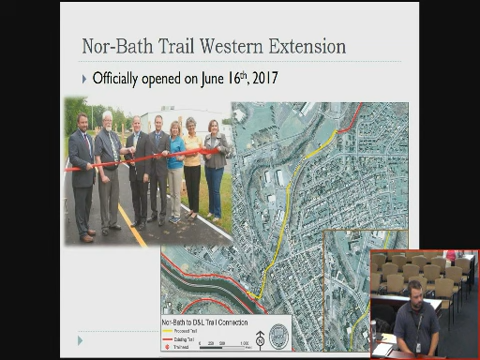 Nor-Bath Trail Western Extension
Officially opened on June 16th, 2017
Nor-Bath to D&L Trail Connection
Proposed Trail
Existing Trail
Trailhead